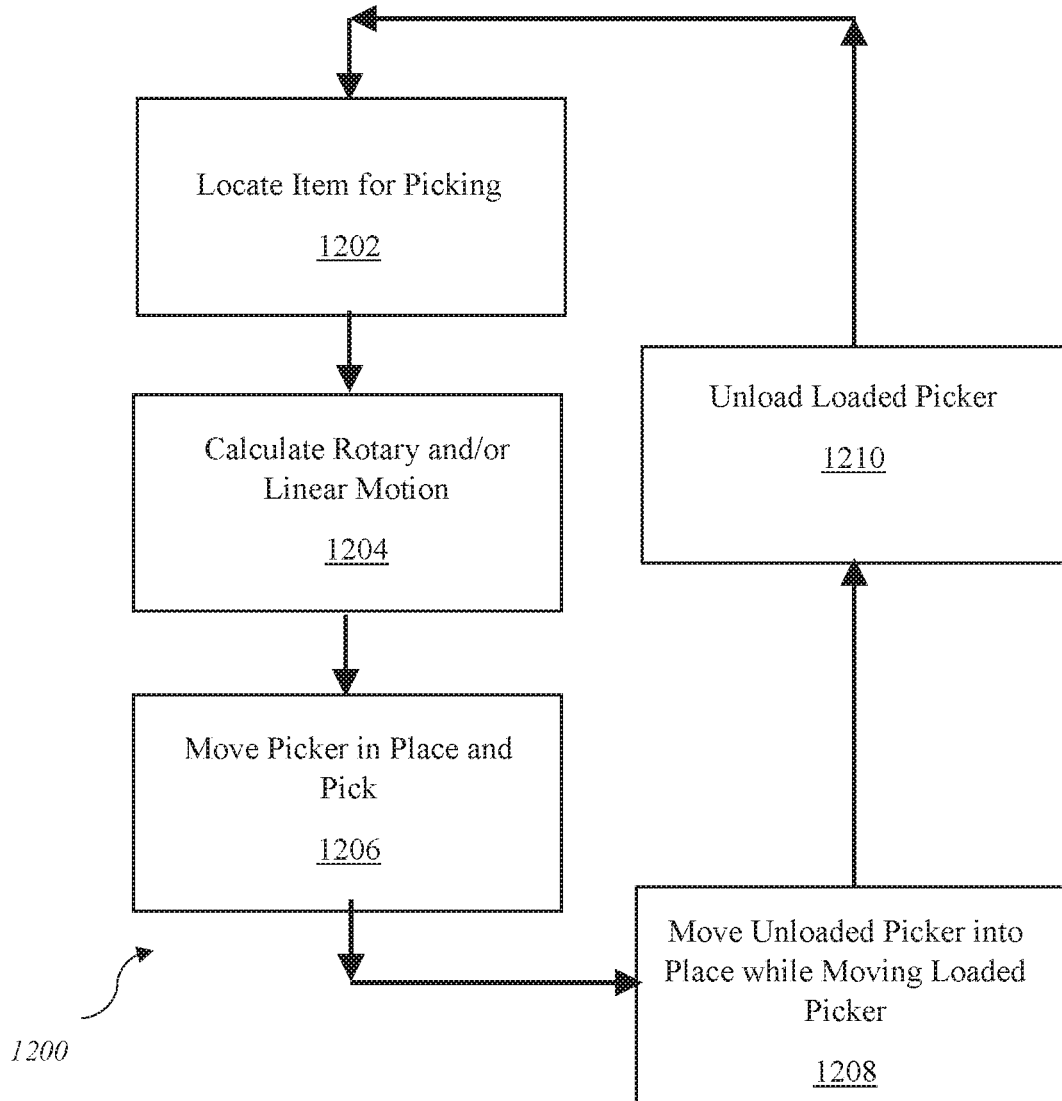 Locate Item for Picking
1202
Calculate Rotary and/or
Linear Motion
1204
Move Picker in Place and
Pick
1206
Move Unloaded Picker into
Place while Moving Loaded
Picker
1208
Unload Loaded Picker
1210
1200